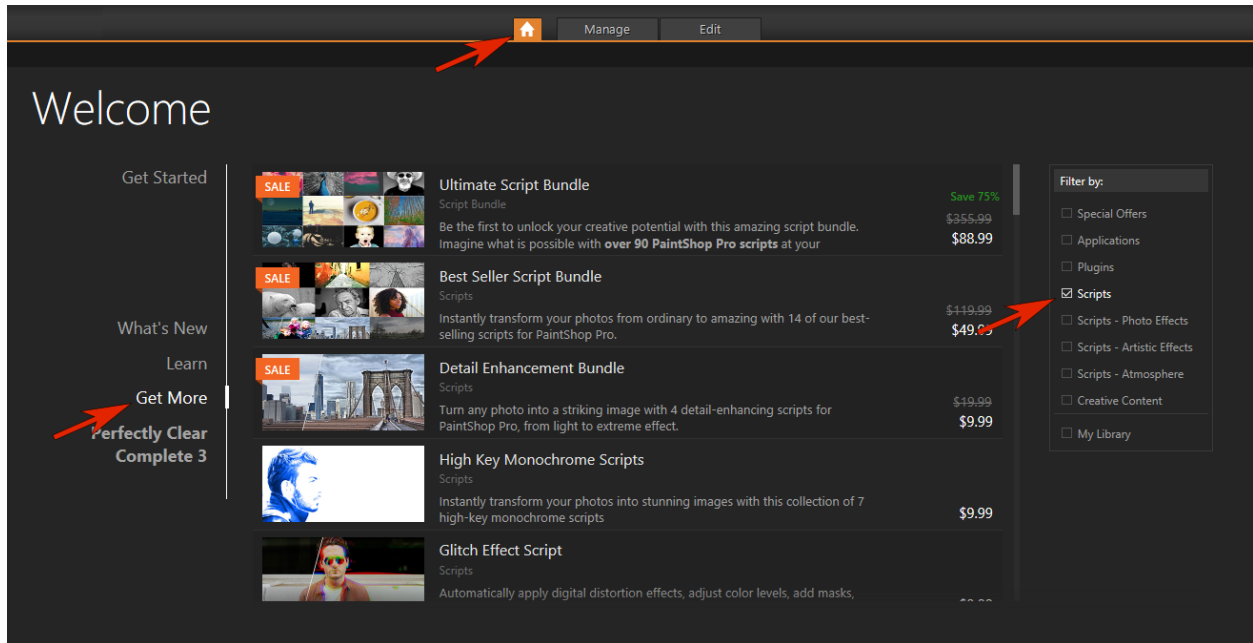 Manage
Edit
Welcome
Get Started
What's New
Learn
Get More
Perfectly Clear
Complete 3
SALE
Ultimate Script Bundle
Script Bundle
Be the first to unlock your creative potential with this amazing script bundle.
Imagine what is possible with over 90 PaintShop Pro scripts at your
Save 75%
$355.99
$88.99
SALE
Best Seller Script Bundle
Scripts
Instantly transform your photos from ordinary to amazing with 14 of our best-
selling scripts for PaintShop Pro.
$119.99
$49.99
SALE
Detail Enhancement Bundle
Scripts
Turn any photo into a striking image with 4 detail-enhancing scripts for
PaintShop Pro, from light to extreme effect.
$19.99
$9.99
High Key Monochrome Scripts
Scripts
Instantly transform your photos into stunning images with this collection of 7
high-key monochrome scripts
$9.99
Glitch Effect Script
Scripts
Automatically apply digital distortion effects, adjust color levels, add masks,
Filter by:
Special Offers
Applications
Plugins
Scripts
Scripts - Photo Effects
Scripts - Artistic Effects
Scripts - Atmosphere
Creative Content
My Library